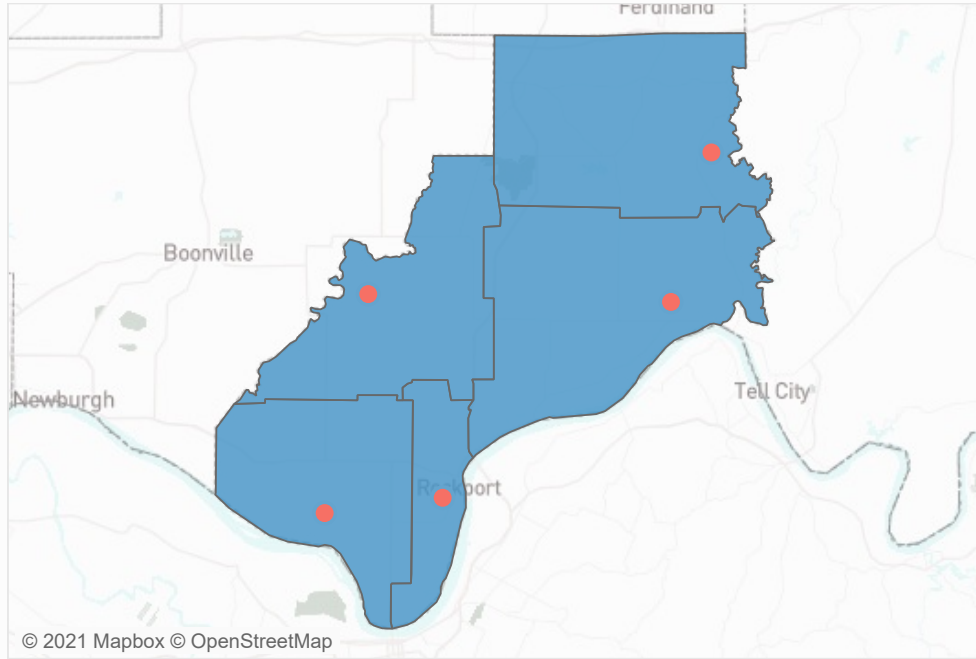 Ferdinand
Boonville
Newburgh
Tell City
Rockport
© 2021 Mapbox © OpenStreetMap